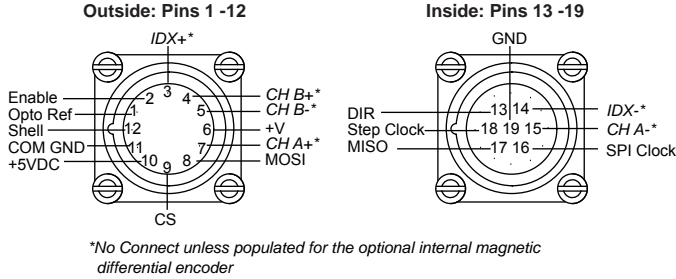 Outside: Pins 1 -12
IDX+*
Enable
Opto Ref
Shell
COM GND
+5VDC
2
3
4
1
5
12
6
11
7
10
9
8
CH B+*
CH B-*
+V
CH A+*
MOSI
CS
Inside: Pins 13 -19
GND
DIR
Step Clock
MISO
13 14
18 19 15
17 16
IDX-*
CH A-*
SPI Clock
*No Connect unless populated for the optional internal magnetic
differential encoder